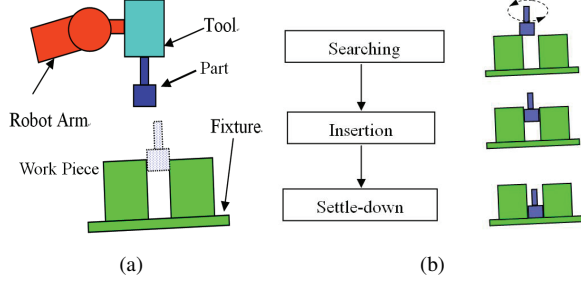 Tool
Part
Robot Arm
Fixture
Work Piece
(a)
Searching
Insertion
Settle-down
(b)